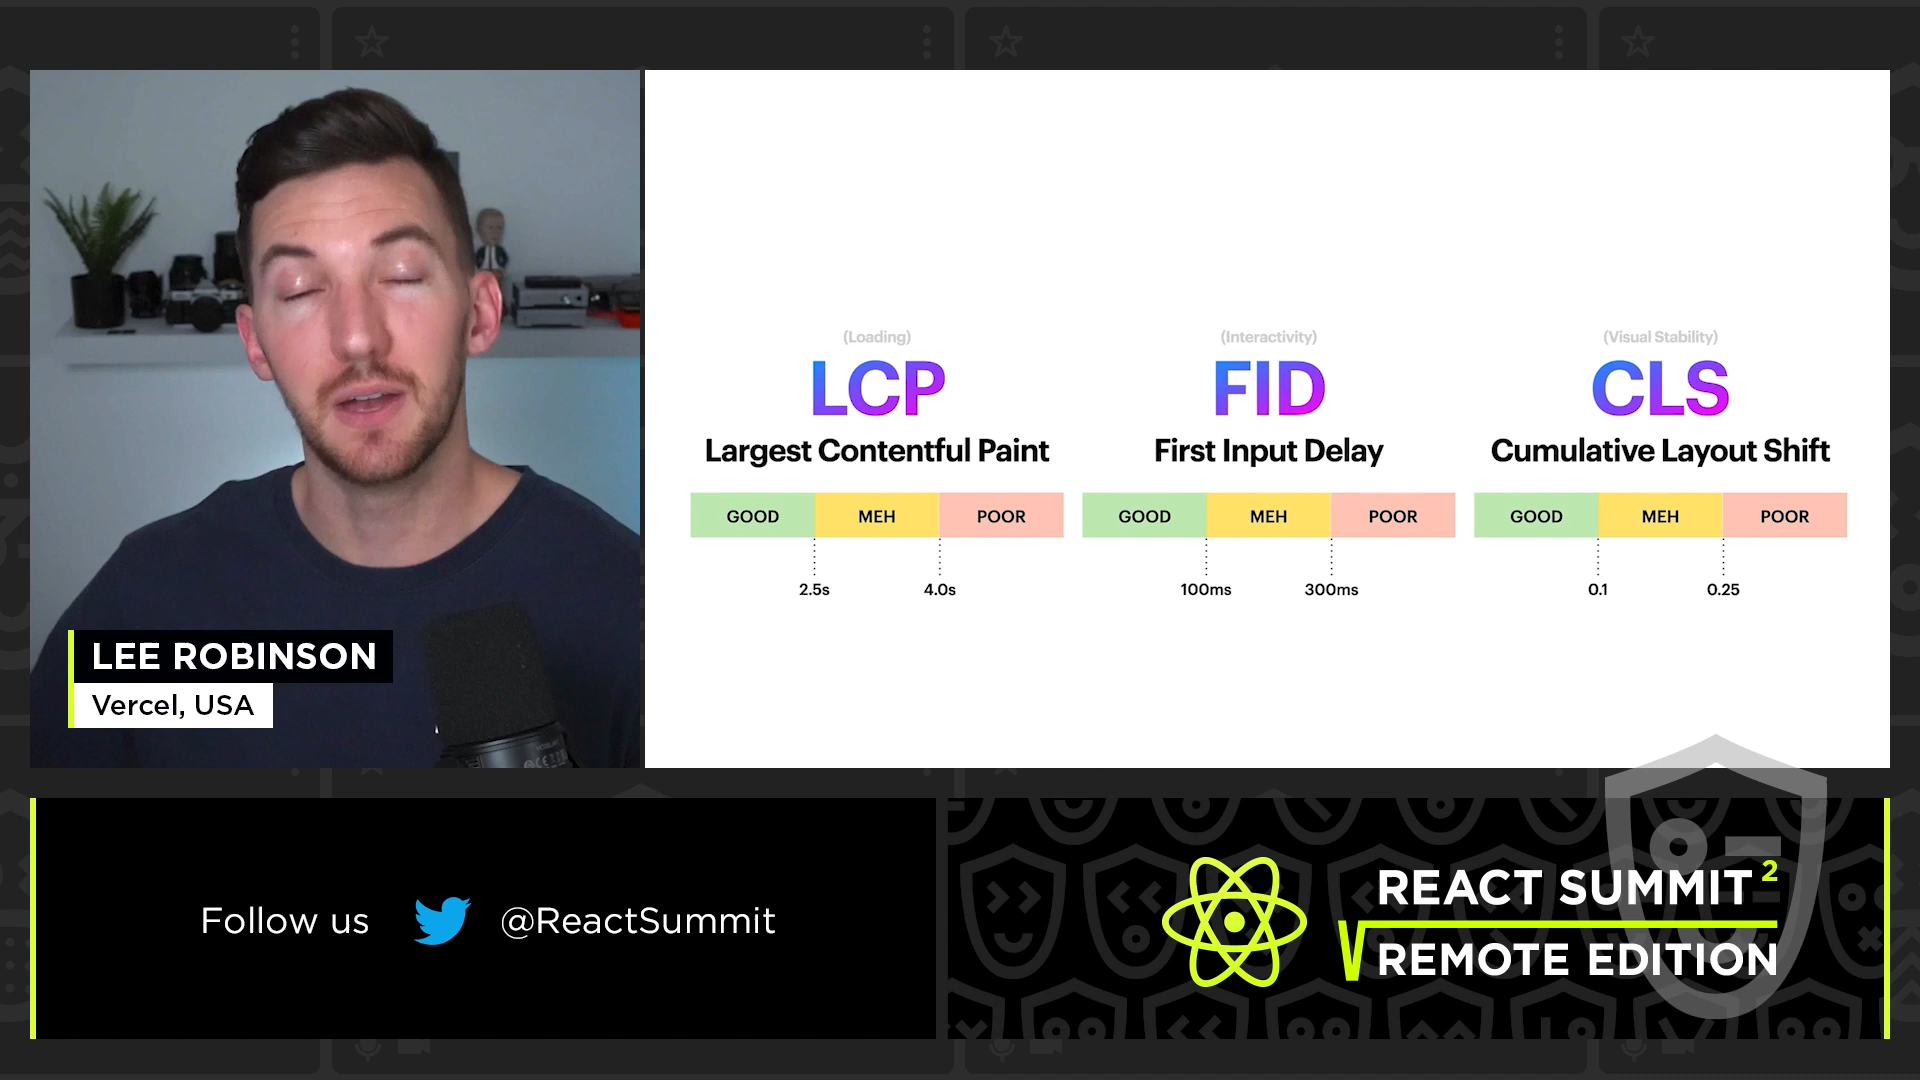 (Loading)
LCP
Largest Contentful Paint
GOOD MEH POOR
2.5s 4.0s
(Interactivity)
FID
First Input Delay
GOOD MEH POOR
100ms 300ms
(Visual Stability)
CLS
Cumulative Layout Shift
GOOD MEH POOR
0.1 0.25
LEE ROBINSON
Vercel, USA
Follow us @ReactSummit
REACT SUMMIT 2
REMOTE EDITION